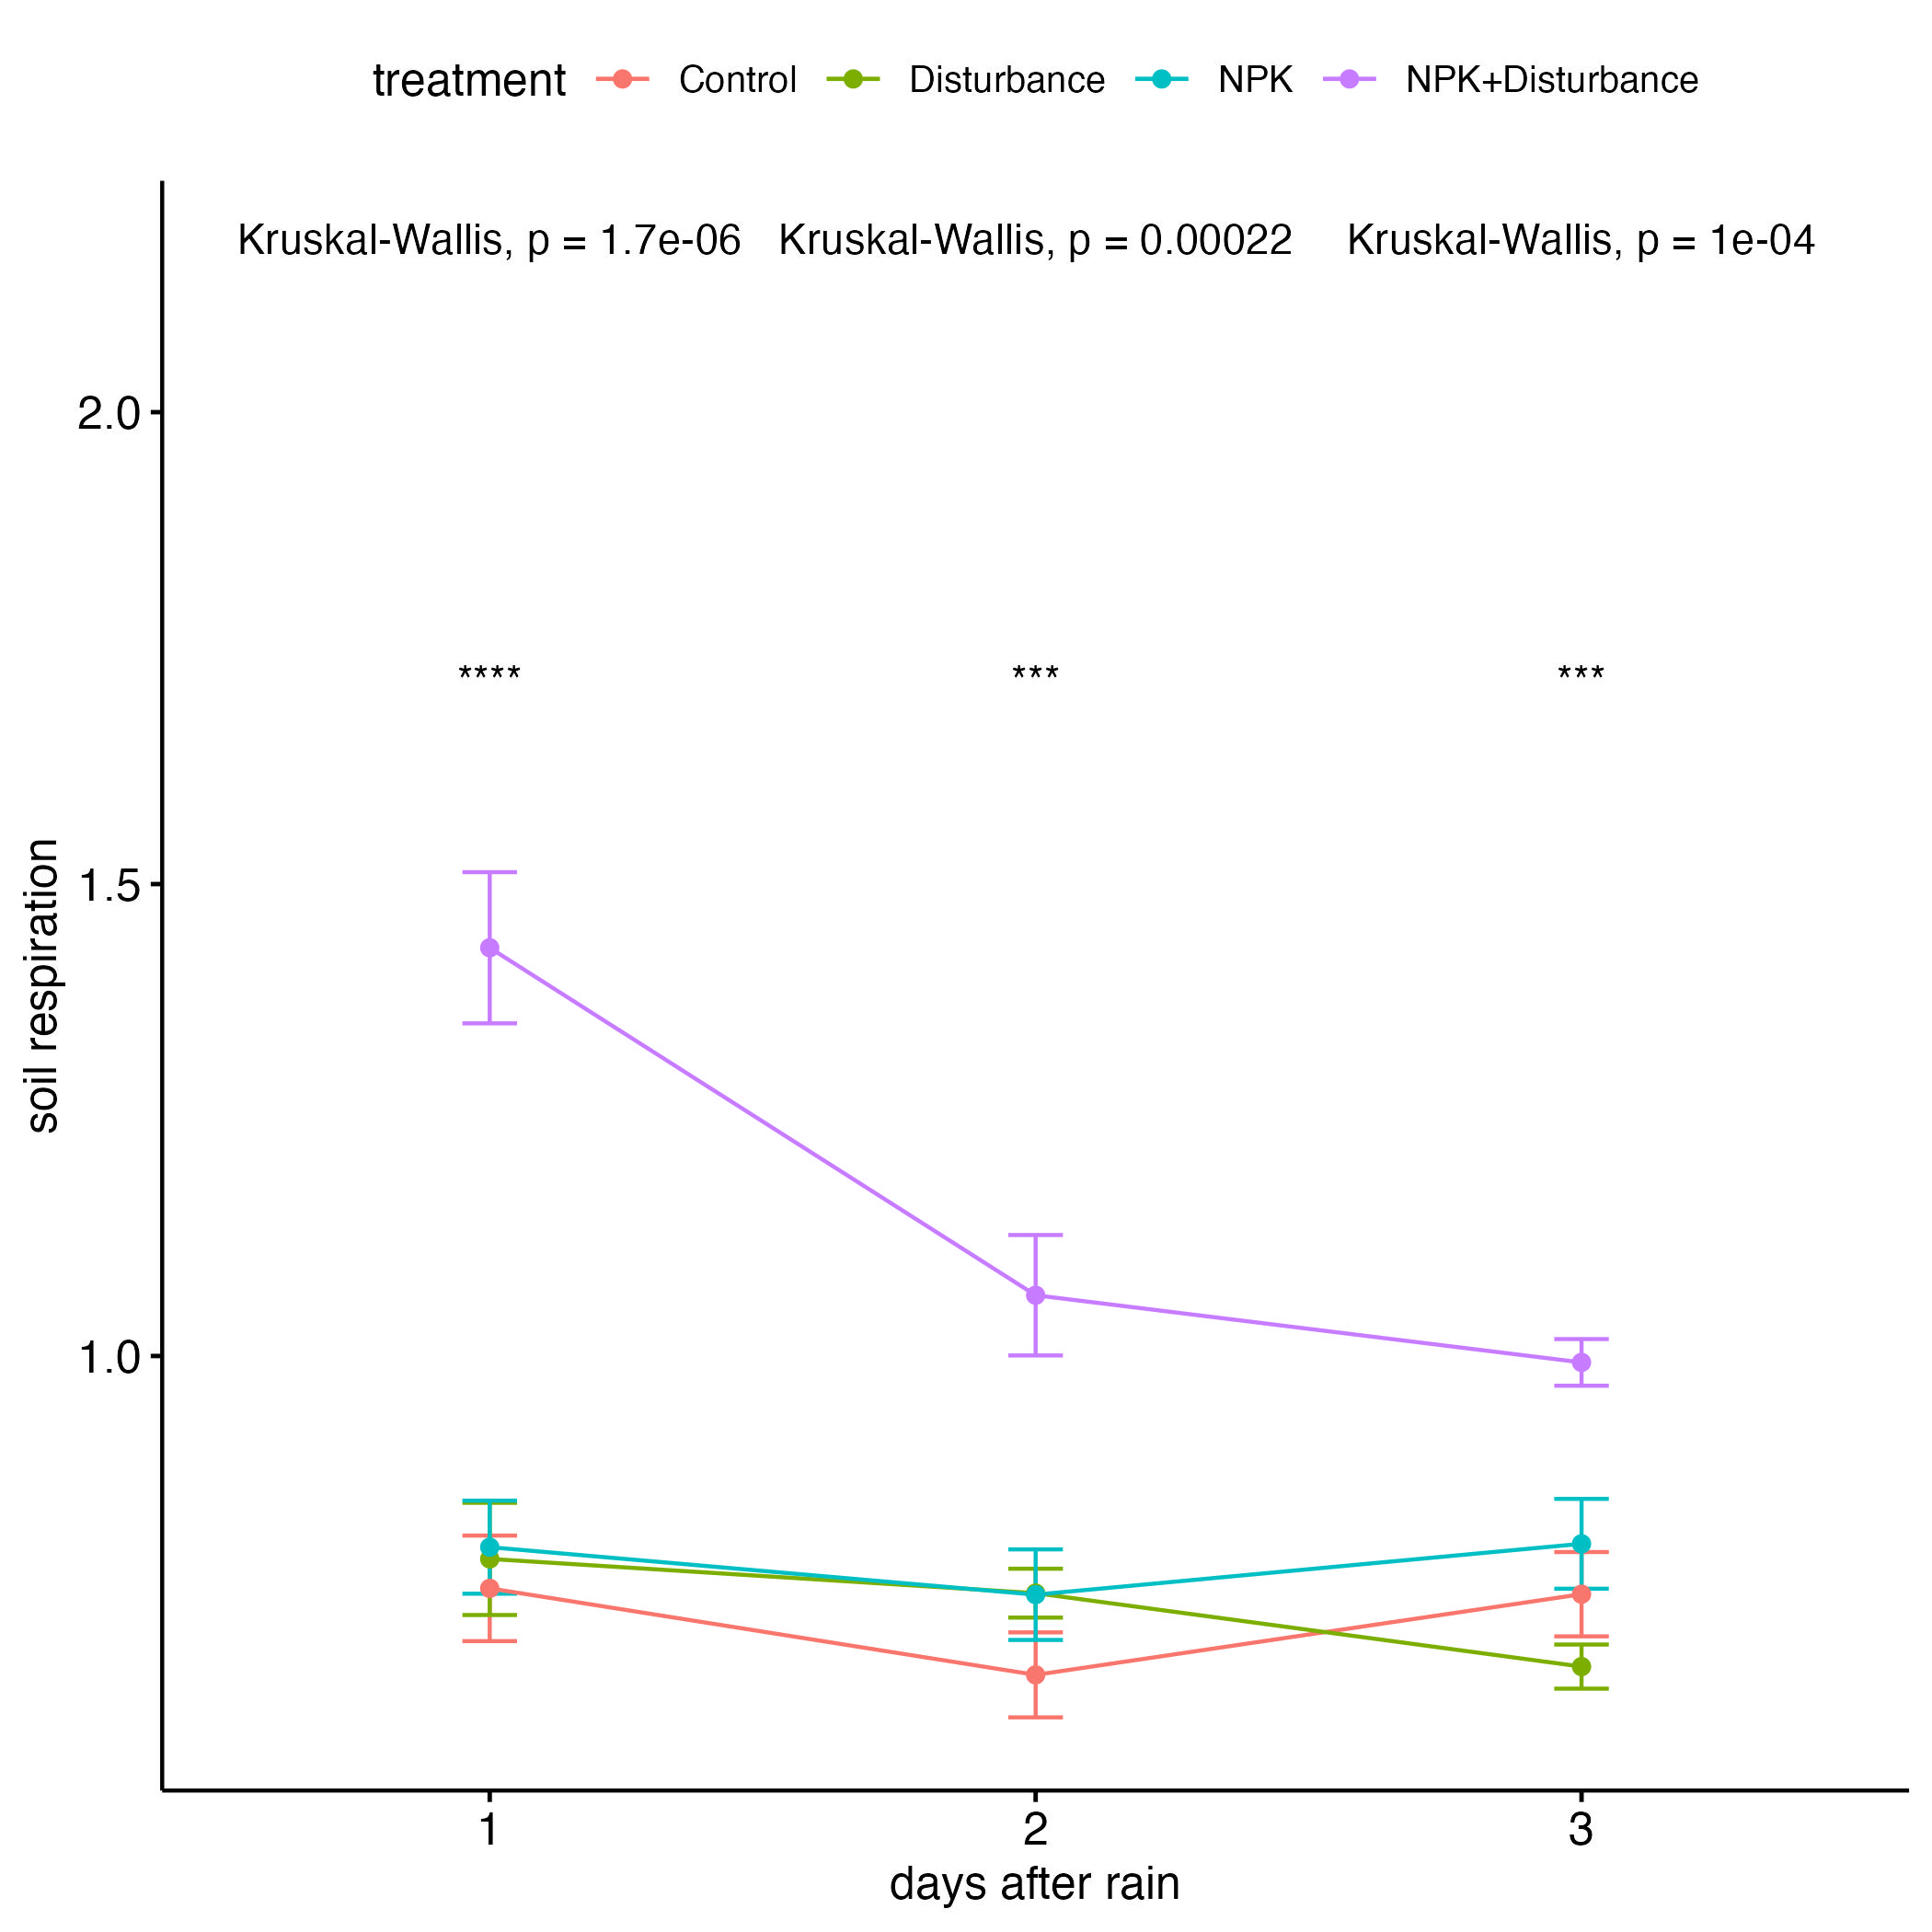 treatment Control Disturbance NPK NPK+Disturbance
Kruskal-Wallis, p = 1.7e-06 Kruskal-Wallis, p = 0.00022 Kruskal-Wallis, p = 1e-04
2.0
**** *** ***
1.5
soil respiration
1.0
1 2 3
days after rain